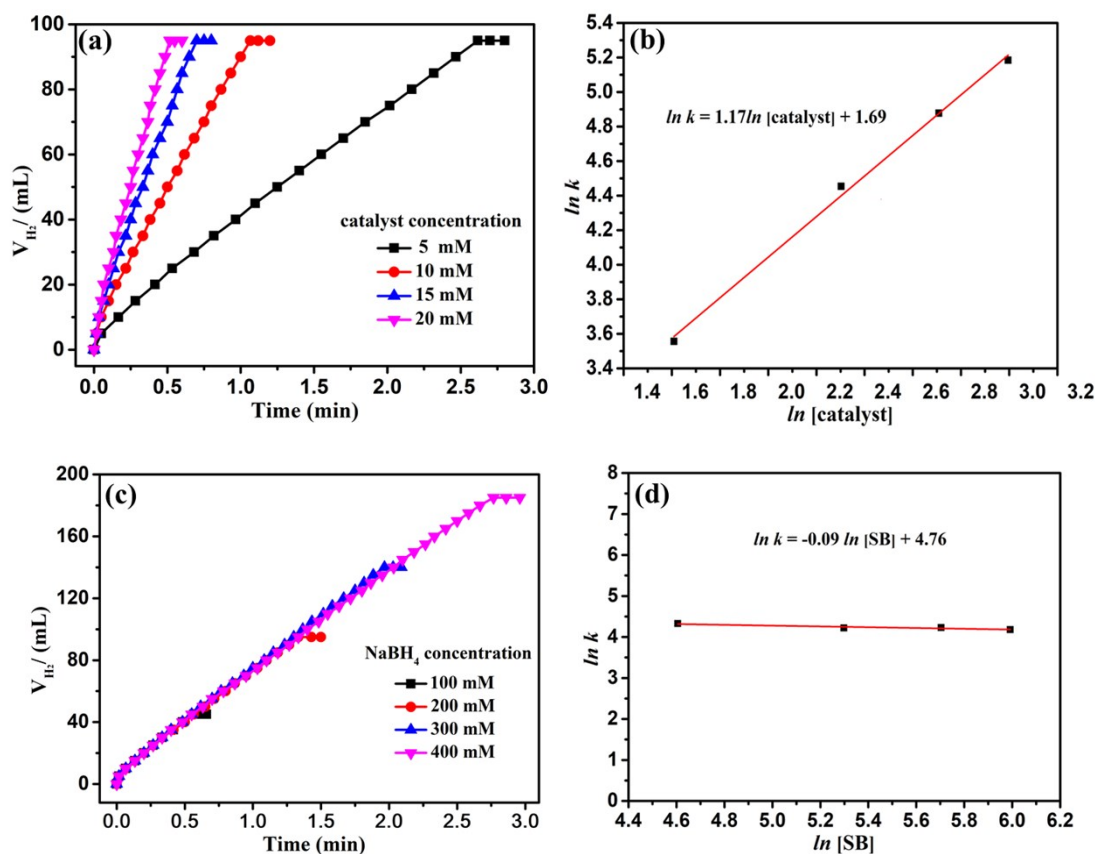 (a)
100
80
60
40
20
0
V_H₂/ (mL)
catalyst concentration
5 mM
10 mM
15 mM
20 mM
0.0 0.5 1.0 1.5 2.0 2.5 3.0
Time (min)
(b)
5.4
5.2
5.0
4.8
4.6
4.4
4.2
4.0
3.8
3.6
3.4
ln k
ln k = 1.17ln [catalyst] + 1.69
1.4 1.6 1.8 2.0 2.2 2.4 2.6 2.8 3.0 3.2
ln [catalyst]
(c)
200
160
120
80
40
0
V_H₂/ (mL)
NaBH₄ concentration
100 mM
200 mM
300 mM
400 mM
0.0 0.5 1.0 1.5 2.0 2.5 3.0
Time (min)
(d)
8
7
6
5
4
3
2
1
0
ln k
ln k = -0.09 ln [SB] + 4.76
4.4 4.6 4.8 5.0 5.2 5.4 5.6 5.8 6.0 6.2
ln [SB]